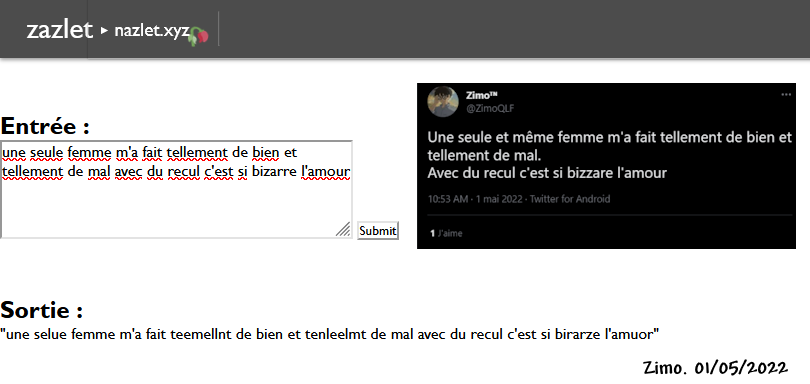 zazlet ▸ nazlet.xyz
Zimo™
@ZimoQLF
Une seule et même femme m'a fait tellement de bien et
tellement de mal.
Avec du recul c'est si bizzare l'amour
10:53 AM · 1 mai 2022 · Twitter for Android
1 J'aime
Entrée :
une seule femme m'a fait tellement de bien et
tellement de mal avec du recul c'est si bizarre l'amour
Submit
Sortie :
"une selue femme m'a fait teemellnt de bien et tenleelmt de mal avec du recul c'est si birarze l'amuor"
Zimo. 01/05/2022